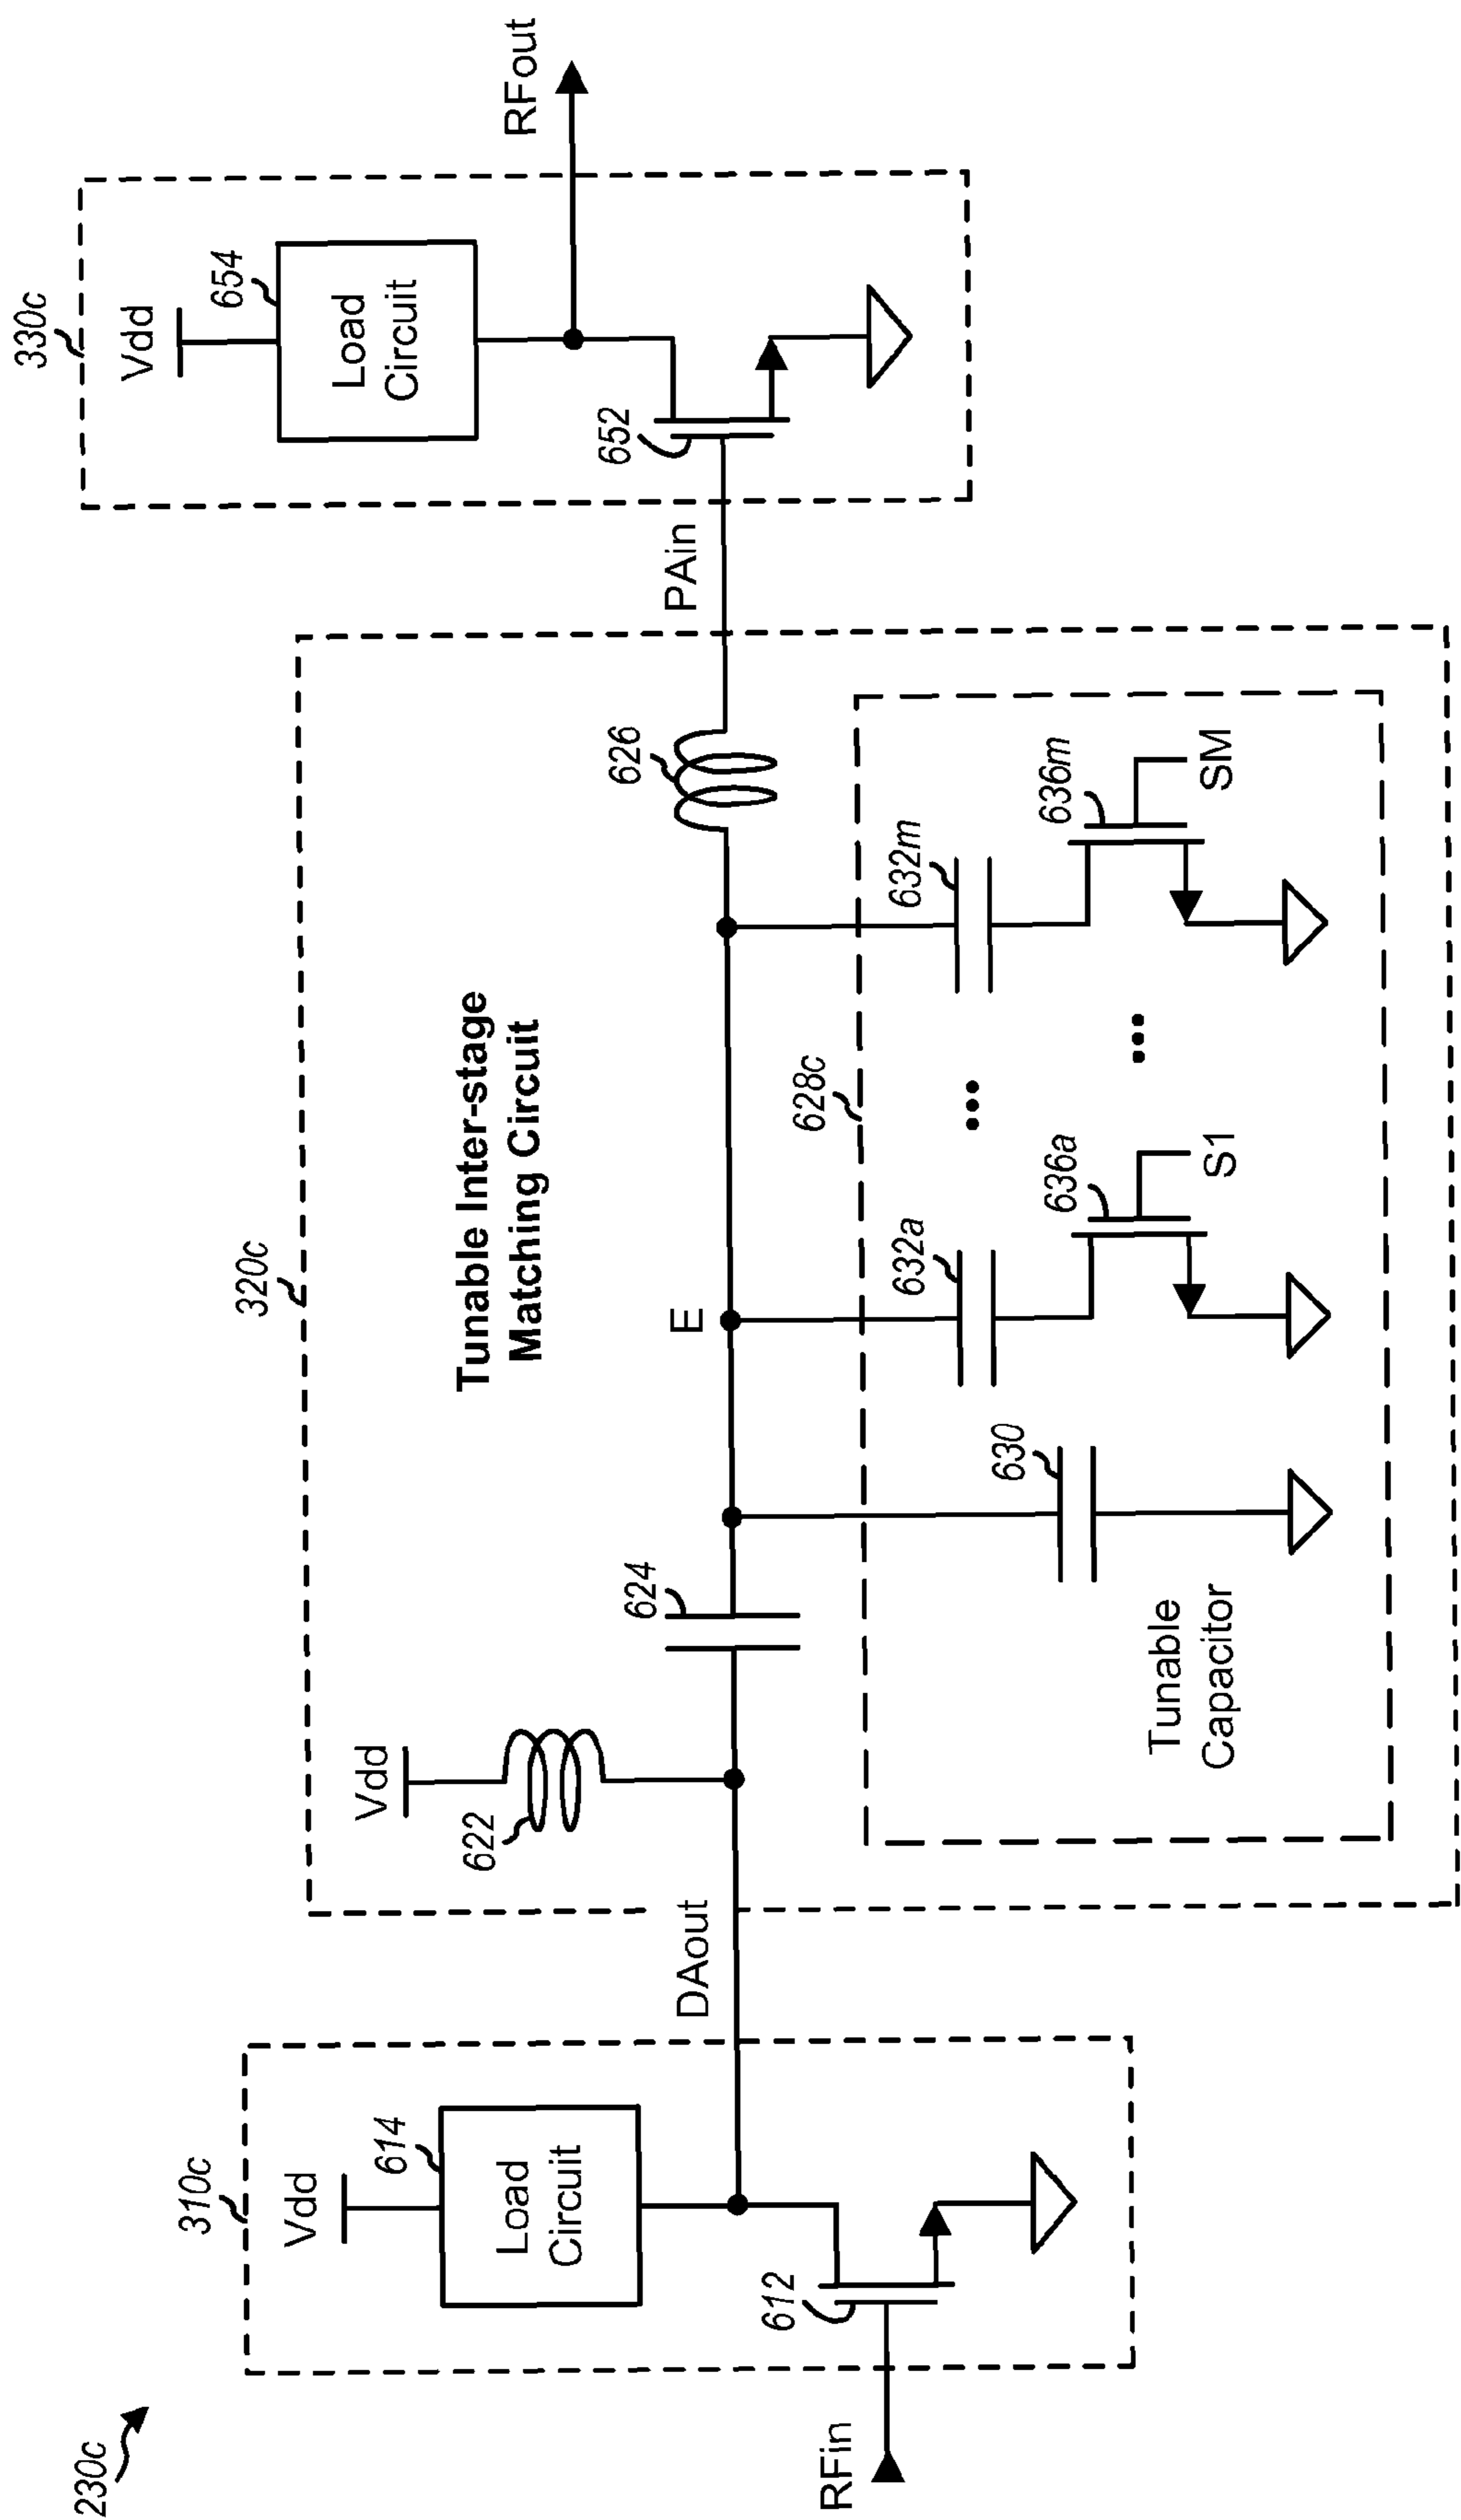 230c
310c
Vdd
614
Load
Circuit
612
RFin
DAout
320c
Tunable Inter-stage
Matching Circuit
Vdd
622
624
E
626
628c
630
632a
636a
S1
...
...
632m
636m
SM
Tunable
Capacitor
PAin
330c
Vdd
654
Load
Circuit
652
RFout